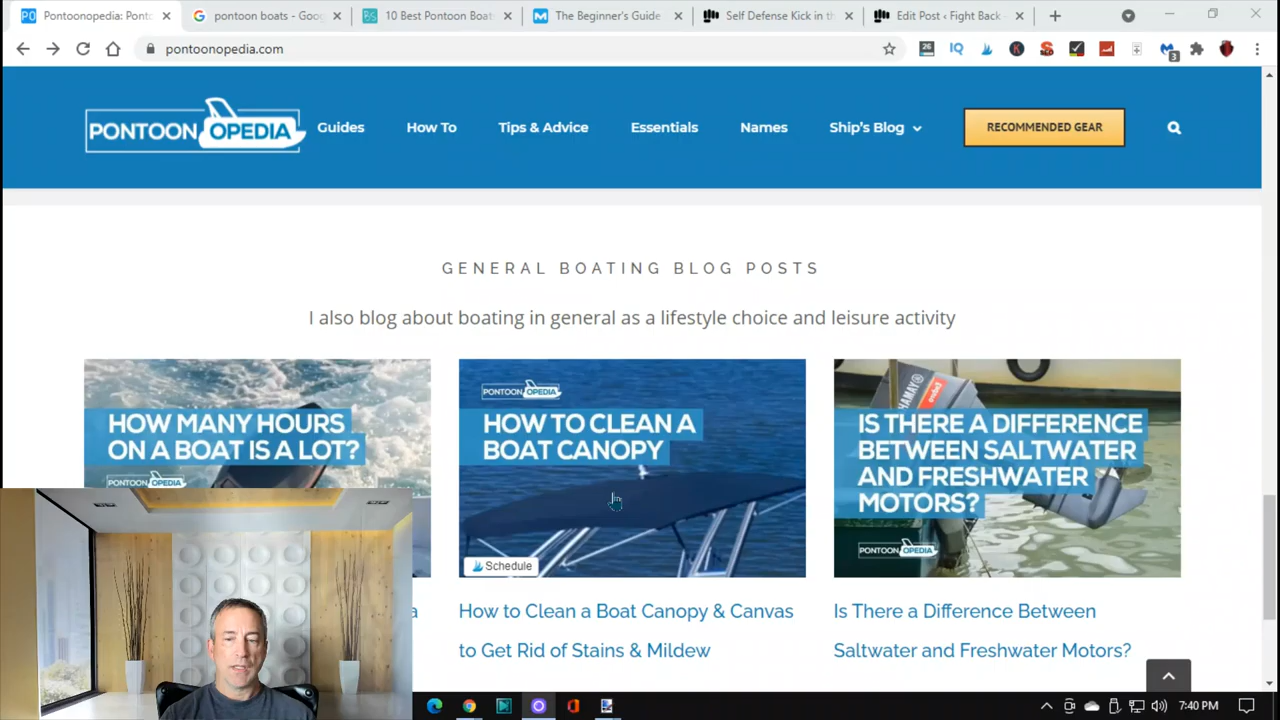 Pontoonopedia: Ponto
pontoon boats - Goog
10 Best Pontoon Boat
The Beginner's Guide
Self Defense Kick in th
Edit Post ‹ Fight Back
pontoonopedia.com
26
IQ
3
PONTOON OPEDIA
Guides
How To
Tips & Advice
Essentials
Names
Ship's Blog
RECOMMENDED GEAR
GENERAL BOATING BLOG POSTS
I also blog about boating in general as a lifestyle choice and leisure activity
HOW MANY HOURS
ON A BOAT IS A LOT?
PONTOON OPEDIA
PONTOON OPEDIA
HOW TO CLEAN A
BOAT CANOPY
Schedule
IS THERE A DIFFERENCE
BETWEEN SALTWATER
AND FRESHWATER
MOTORS?
PONTOON OPEDIA
a
How to Clean a Boat Canopy & Canvas
to Get Rid of Stains & Mildew
Is There a Difference Between
Saltwater and Freshwater Motors?
7:40 PM